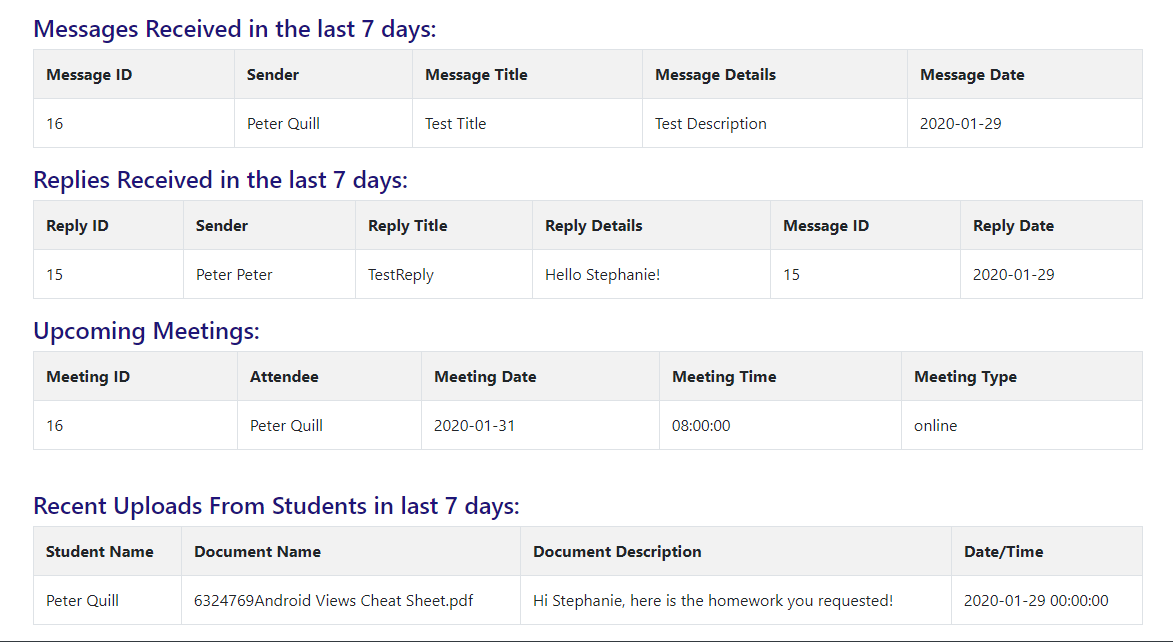 Messages Received in the last 7 days:
Message ID Sender Message Title Message Details Message Date
16 Peter Quill Test Title Test Description 2020-01-29
Replies Received in the last 7 days:
Reply ID Sender Reply Title Reply Details Message ID Reply Date
15 Peter Peter TestReply Hello Stephanie! 15 2020-01-29
Upcoming Meetings:
Meeting ID Attendee Meeting Date Meeting Time Meeting Type
16 Peter Quill 2020-01-31 08:00:00 online
Recent Uploads From Students in last 7 days:
Student Name Document Name Document Description Date/Time
Peter Quill 6324769Android Views Cheat Sheet.pdf Hi Stephanie, here is the homework you requested! 2020-01-29 00:00:00